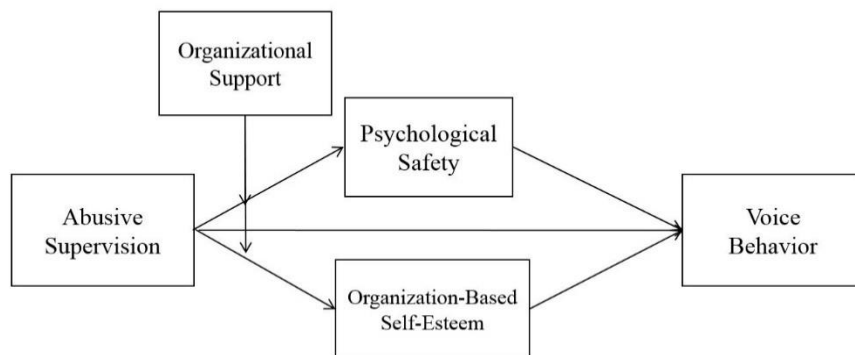 Organizational
Support
Psychological
Safety
Abusive
Supervision
Voice
Behavior
Organization-Based
Self-Esteem